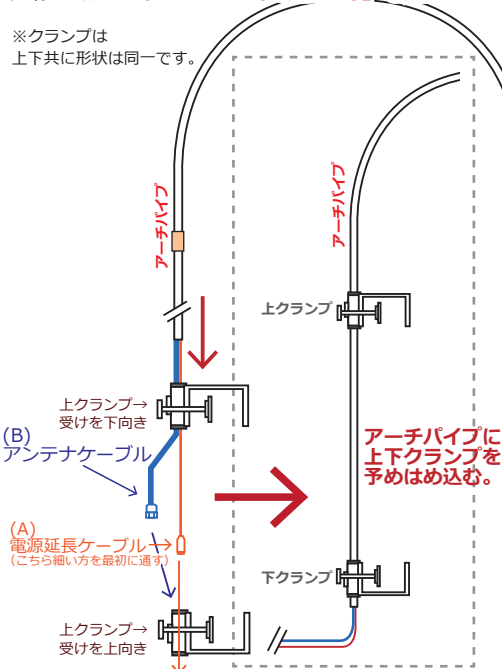 ※クランプは
上下共に形状は同一です。
アーチパイプ
アーチパイプ
上クランプ
上クランプ→
受けを下向き
(B)
アンテナケーブル
アーチパイプに
上下クランプを
予めはめ込む。
(A)
電源延長ケーブル→
(こちら細い方を最初に通す)
下クランプ
上クランプ→
受けを上向き